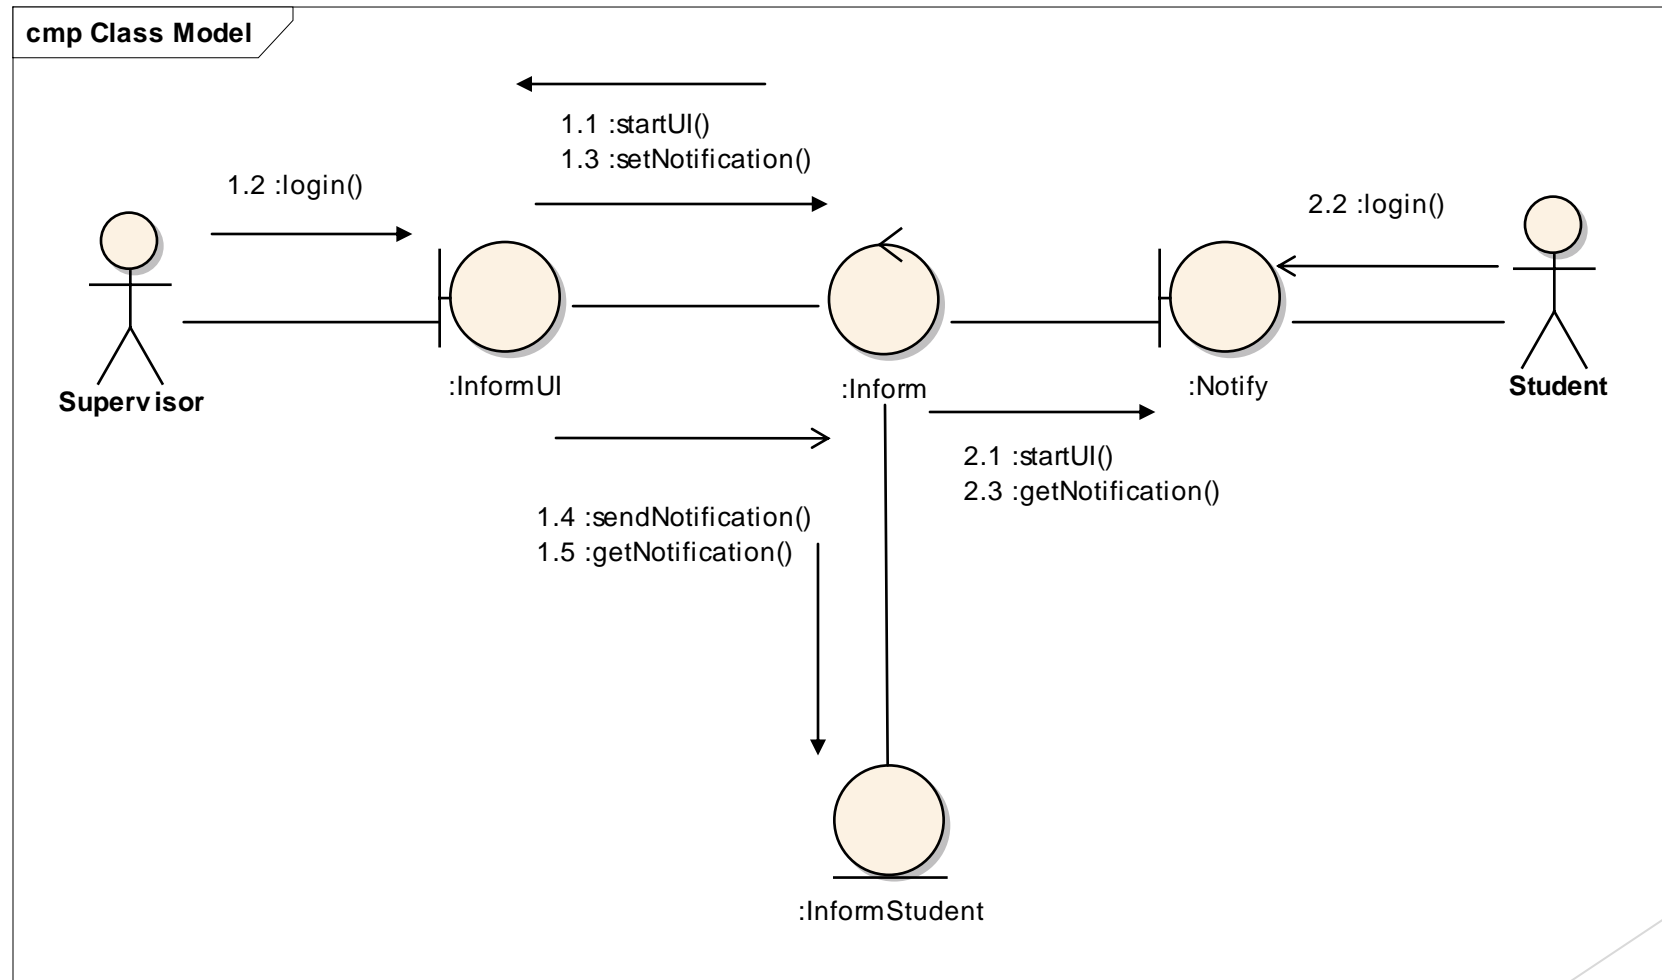 cmp Class Model
1.1 :startUI()
1.3 :setNotification()
1.2 :login()
2.2 :login()
:InformUI
:Inform
:Notify
Supervisor
Student
2.1 :startUI()
2.3 :getNotification()
1.4 :sendNotification()
1.5 :getNotification()
:InformStudent